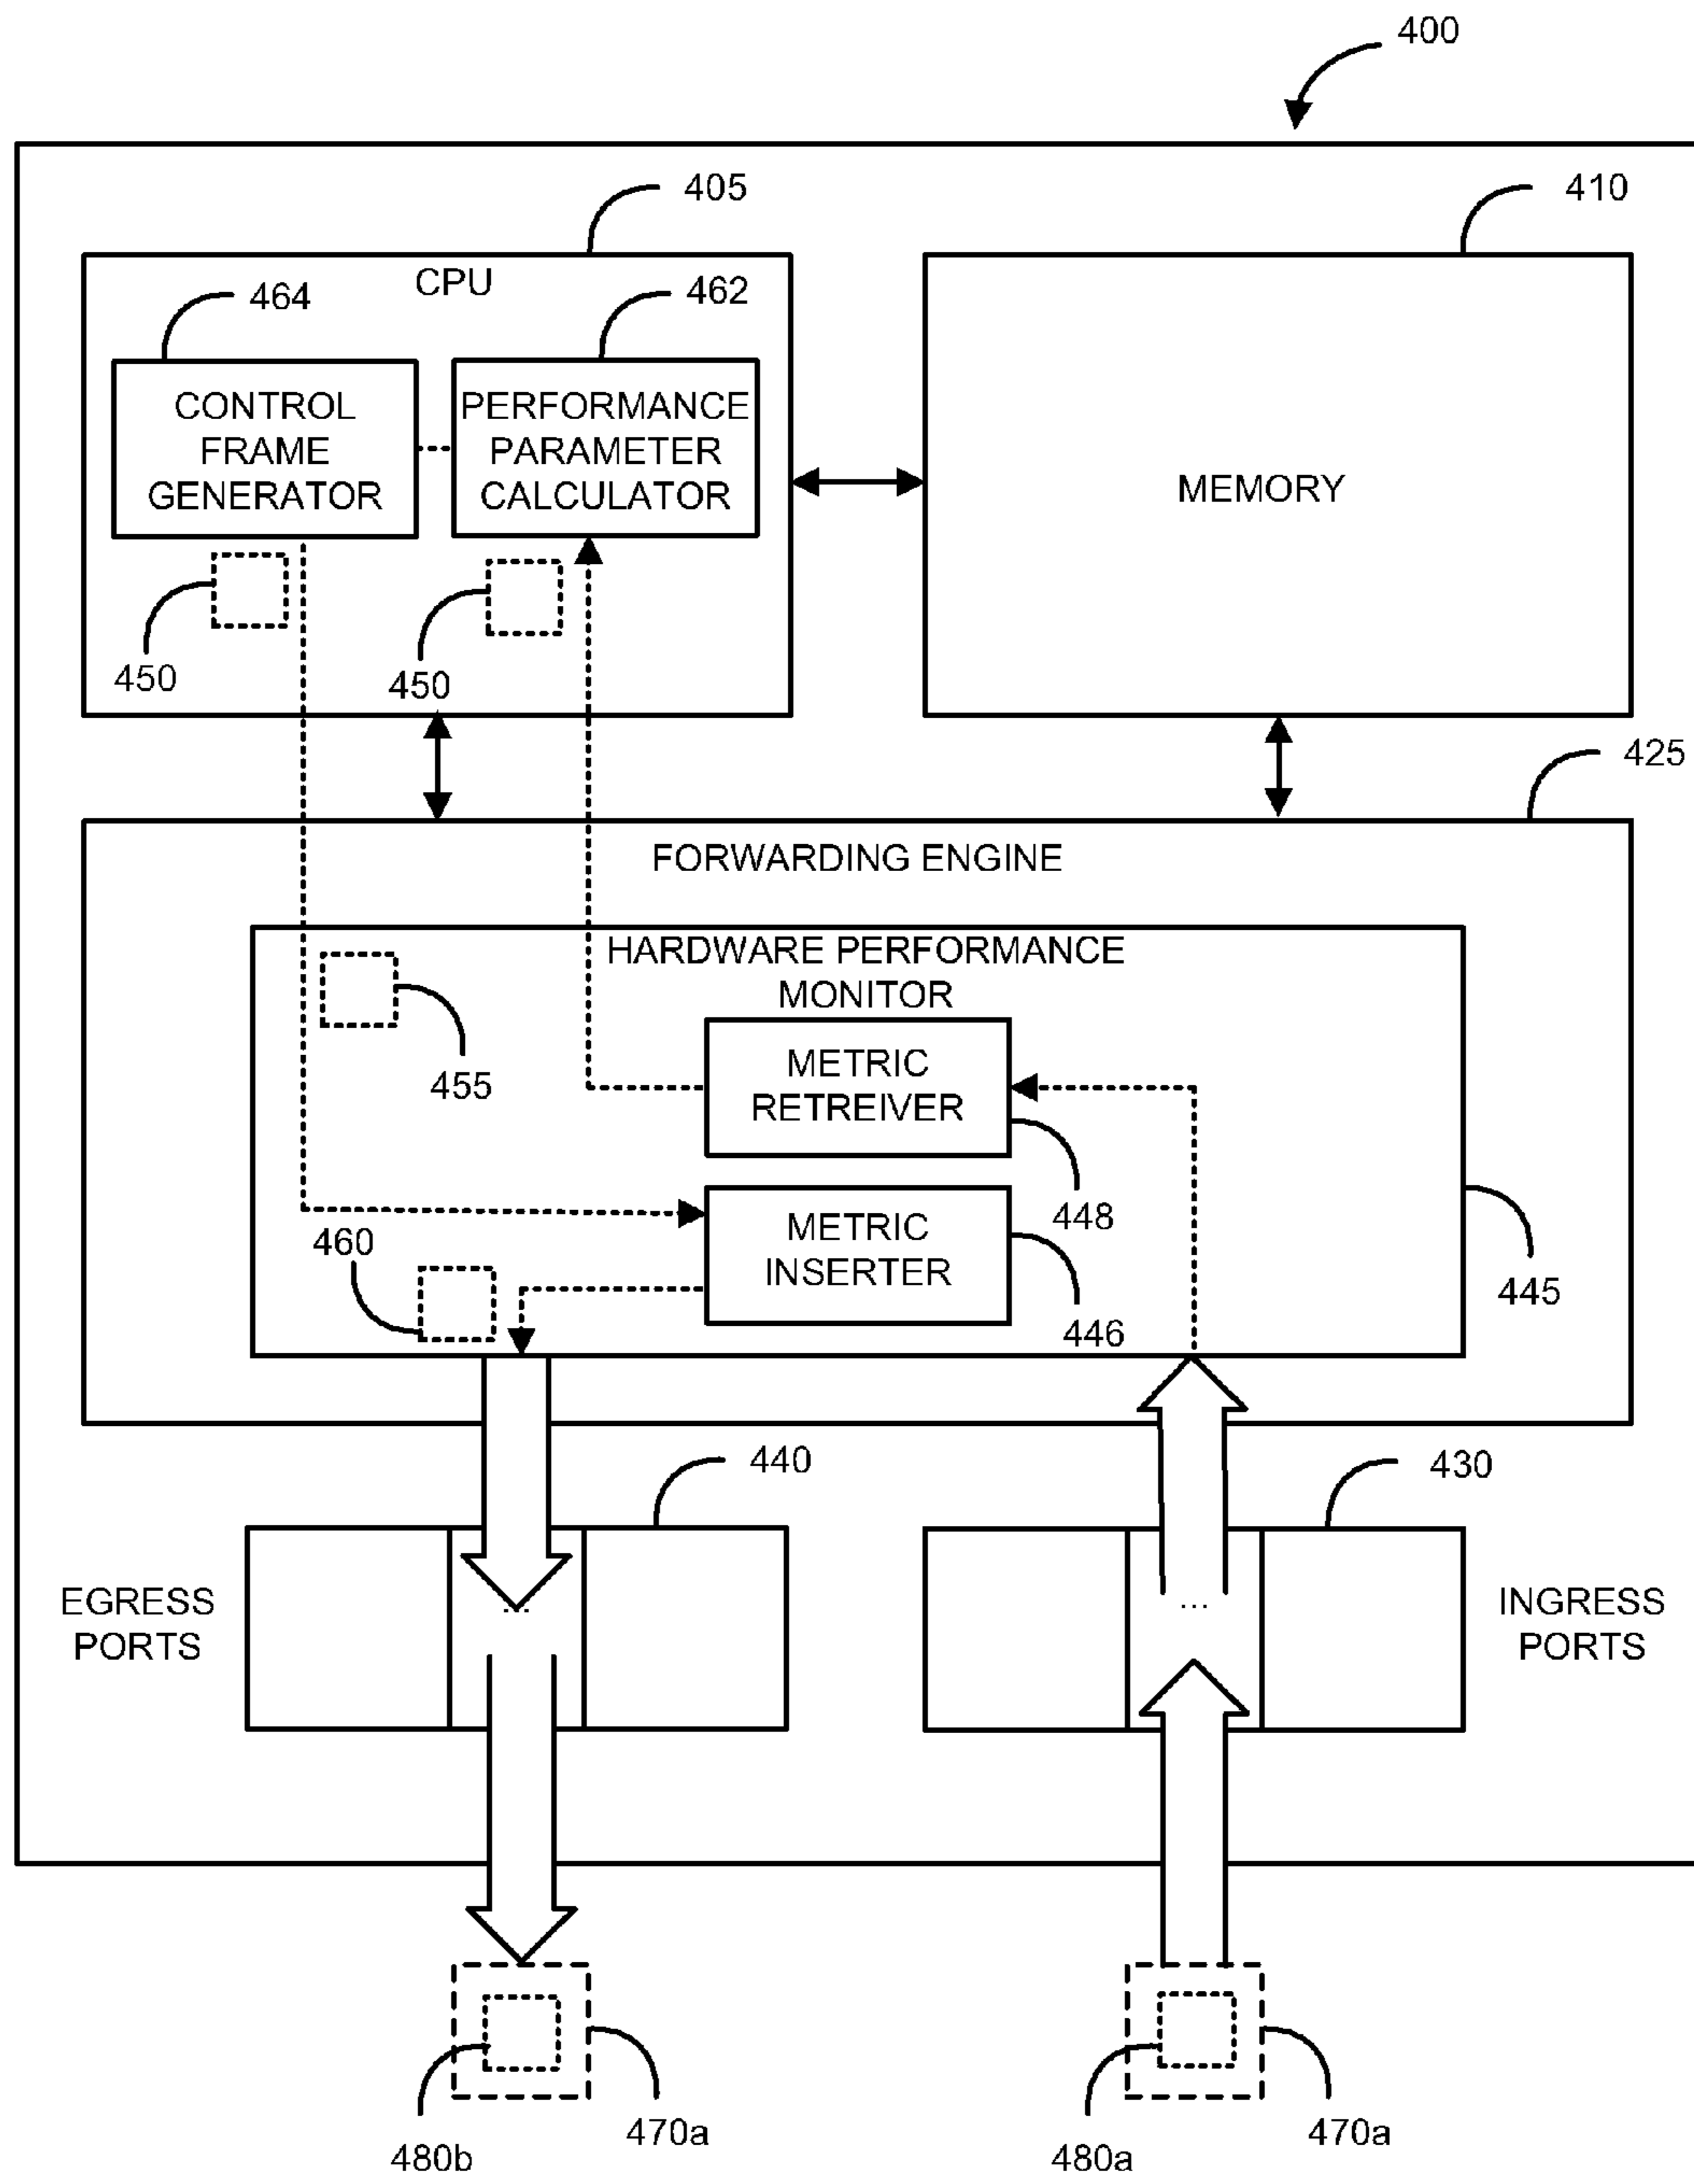 400
405
410
CPU
464
462
CONTROL
FRAME
GENERATOR
PERFORMANCE
PARAMETER
CALCULATOR
MEMORY
450
450
425
FORWARDING ENGINE
HARDWARE PERFORMANCE
MONITOR
455
METRIC
RETREIVER
448
460
METRIC
INSERTER
446
445
440
430
EGRESS
PORTS
...
...
INGRESS
PORTS
480b
470a
480a
470a